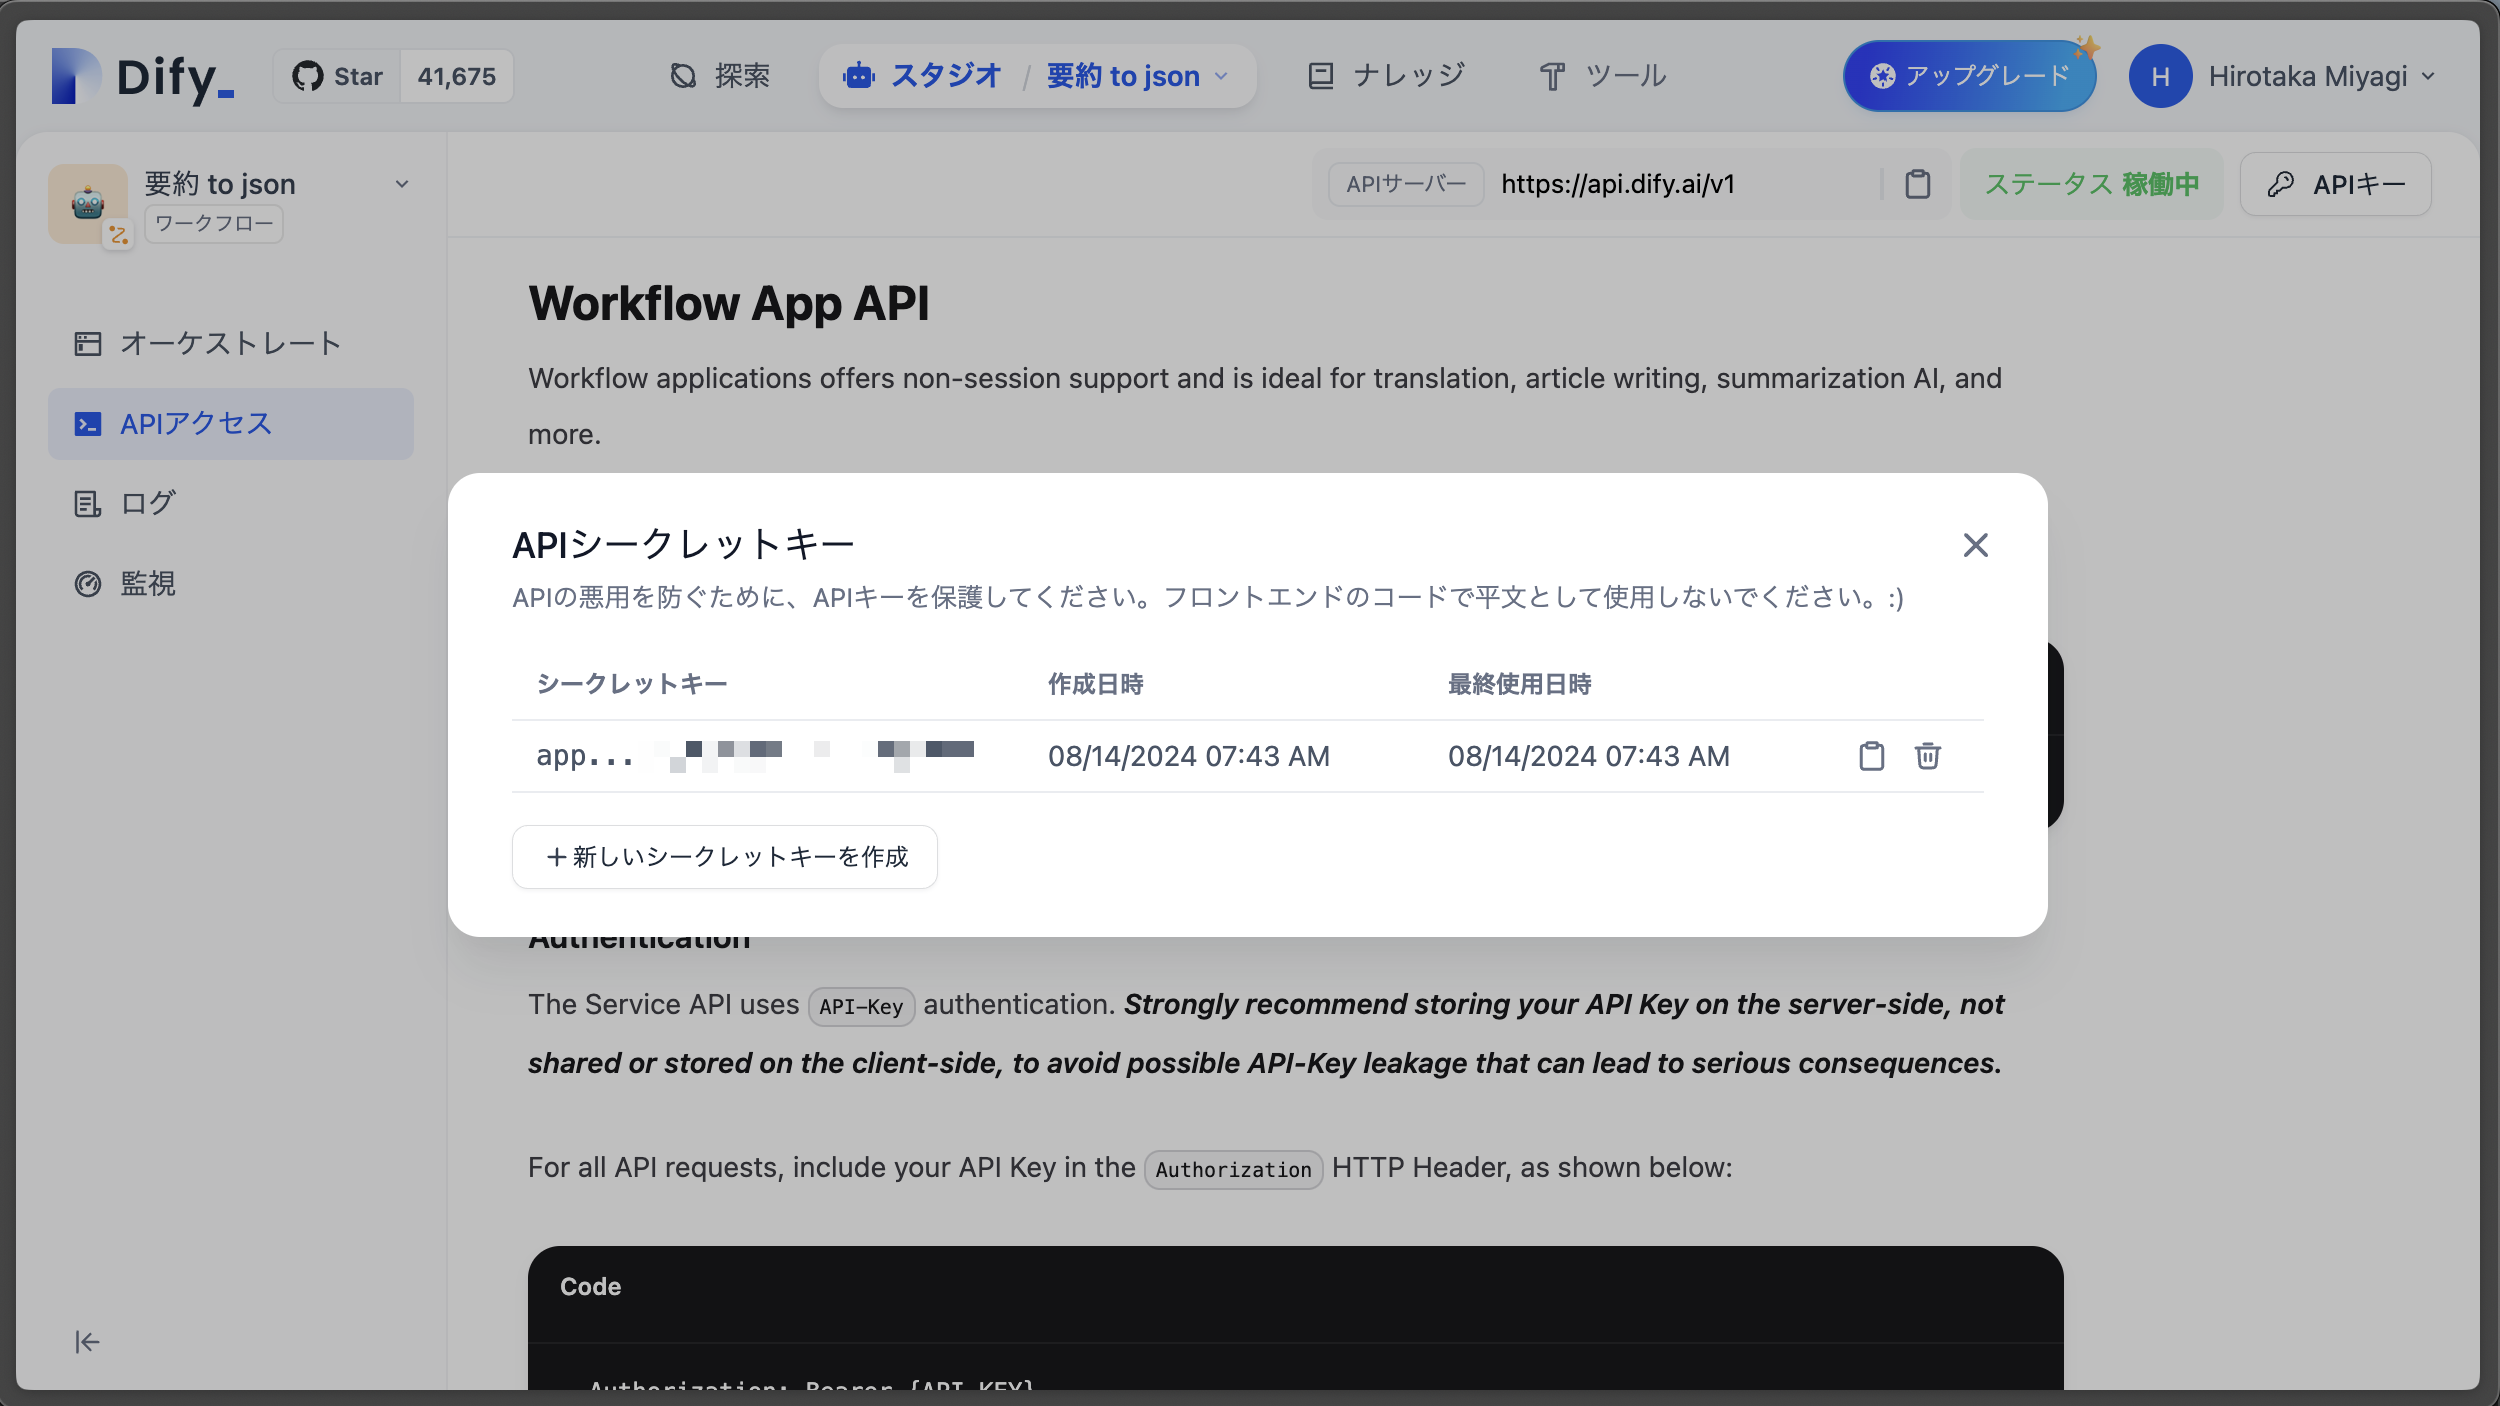 Dify_
Star 41,675
探索
スタジオ / 要約 to json
ナレッジ
ツール
アップグレード
H Hirotaka Miyagi
要約 to json
ワークフロー
APIサーバー https://api.dify.ai/v1
ステータス 稼働中
APIキー
オーケストレート
APIアクセス
ログ
監視
Workflow App API
Workflow applications offers non-session support and is ideal for translation, article writing, summarization AI, and
more.
APIシークレットキー
APIの悪用を防ぐために、APIキーを保護してください。フロントエンドのコードで平文として使用しないでください。:)
シークレットキー 作成日時 最終使用日時
app... 08/14/2024 07:43 AM 08/14/2024 07:43 AM
+新しいシークレットキーを作成
Authentication
The Service API uses API-Key authentication. Strongly recommend storing your API Key on the server-side, not
shared or stored on the client-side, to avoid possible API-Key leakage that can lead to serious consequences.
For all API requests, include your API Key in the Authorization HTTP Header, as shown below:
Code
Authorization: Bearer {API_KEY}